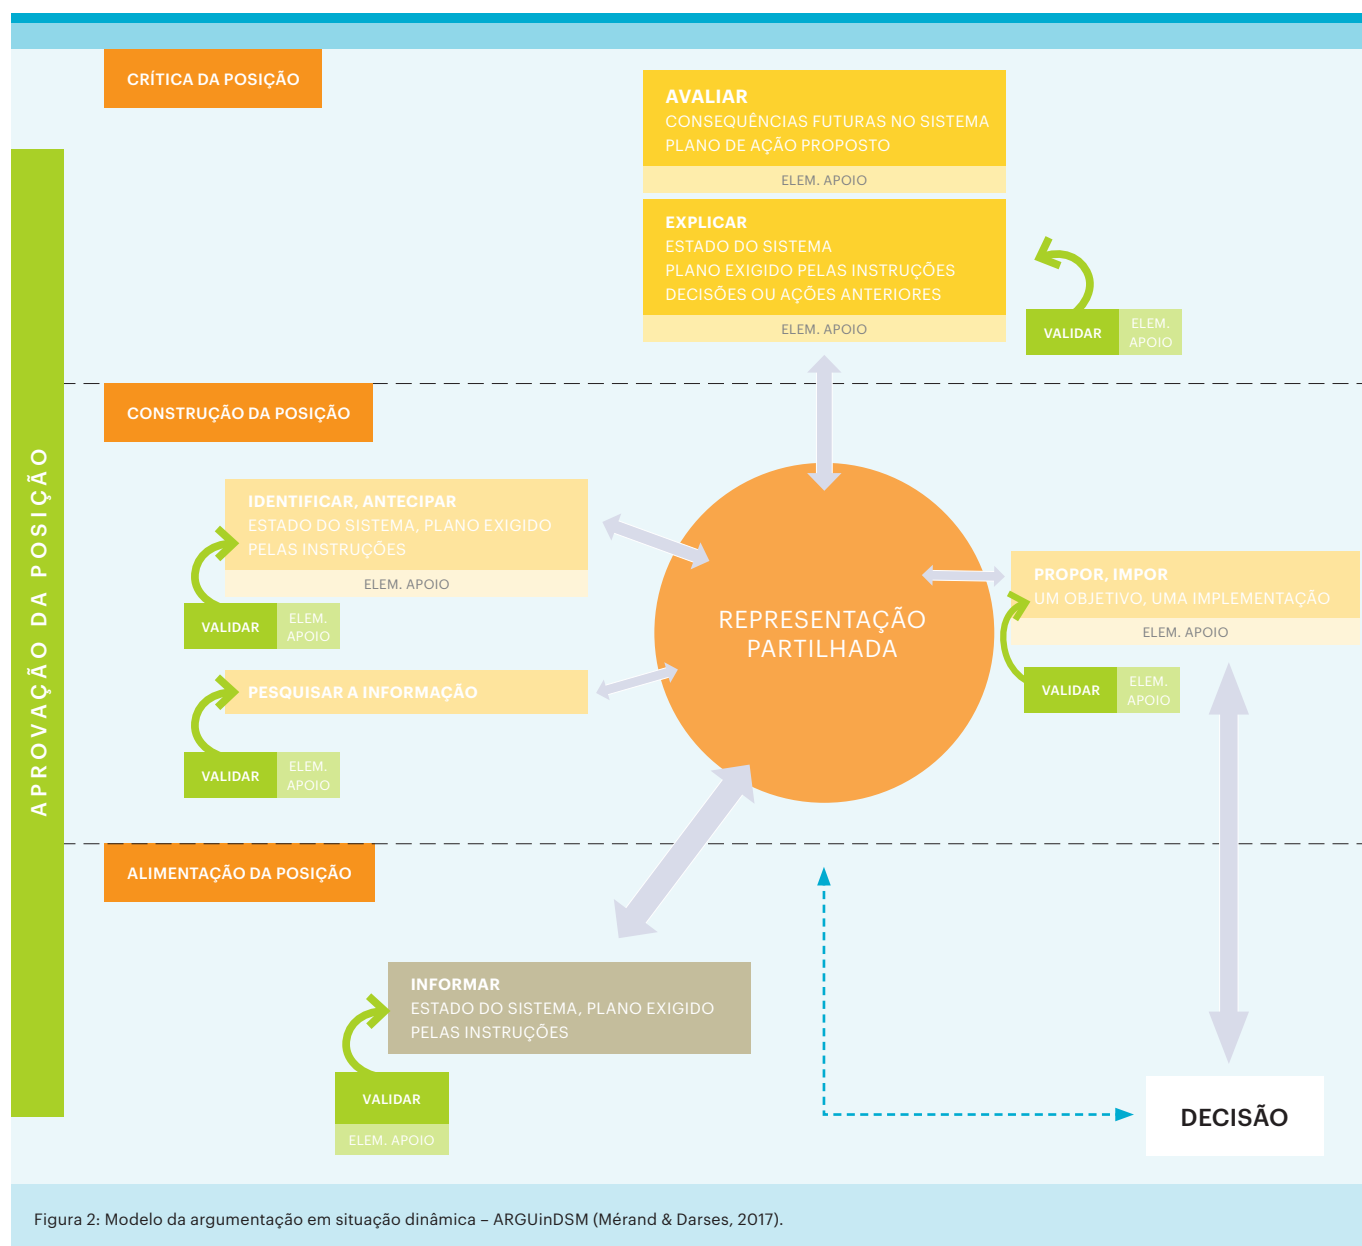 CRÍTICA DA POSIÇÃO
AVALIAR
CONSEQUÊNCIAS FUTURAS NO SISTEMA
PLANO DE AÇÃO PROPOSTO
ELEM. APOIO
EXPLICAR
ESTADO DO SISTEMA
PLANO EXIGIDO PELAS INSTRUÇÕES
DECISÕES OU AÇÕES ANTERIORES
ELEM. APOIO
VALIDAR
ELEM.
APOIO
APROVAÇÃO DA POSIÇÃO
CONSTRUÇÃO DA POSIÇÃO
IDENTIFICAR, ANTECIPAR
ESTADO DO SISTEMA, PLANO EXIGIDO
PELAS INSTRUÇÕES
ELEM. APOIO
VALIDAR
ELEM.
APOIO
PESQUISAR A INFORMAÇÃO
VALIDAR
ELEM.
APOIO
REPRESENTAÇÃO
PARTILHADA
PROPOR, IMPOR
UM OBJETIVO, UMA IMPLEMENTAÇÃO
ELEM. APOIO
VALIDAR
ELEM.
APOIO
ALIMENTAÇÃO DA POSIÇÃO
INFORMAR
ESTADO DO SISTEMA, PLANO EXIGIDO
PELAS INSTRUÇÕES
VALIDAR
ELEM. APOIO
DECISÃO
Figura 2: Modelo da argumentação em situação dinâmica – ARGUinDSM (Mérand & Darses, 2017).